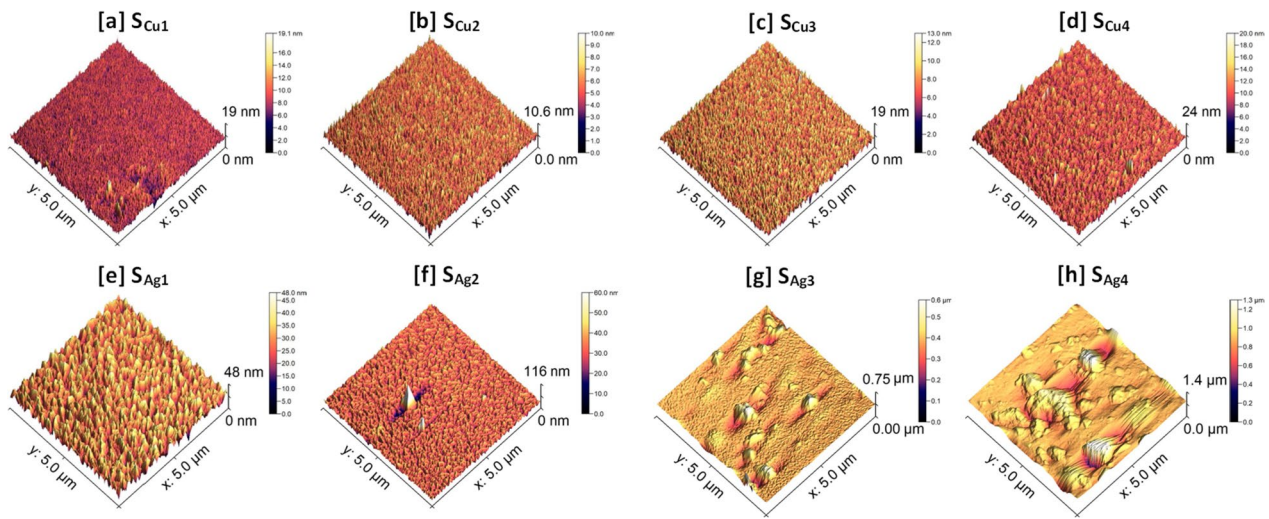 [a] SCu1
19.1 nm
16.0
14.0
12.0
10.0
8.0
6.0
4.0
2.0
0.0
19 nm
0 nm
y: 5.0 µm
x: 5.0 µm
[b] SCu2
10.0 nm
9.0
8.0
7.0
6.0
5.0
4.0
3.0
2.0
1.0
0.0
10.6 nm
0.0 nm
y: 5.0 µm
x: 5.0 µm
[c] SCu3
13.0 nm
10.0
8.0
6.0
4.0
2.0
0.0
19 nm
0 nm
y: 5.0 µm
x: 5.0 µm
[d] SCu4
20.0 nm
18.0
16.0
14.0
12.0
10.0
8.0
6.0
4.0
2.0
0.0
24 nm
0 nm
y: 5.0 µm
x: 5.0 µm
[e] SAg1
48.0 nm
40.0
35.0
30.0
25.0
20.0
15.0
10.0
5.0
0.0
48 nm
0 nm
y: 5.0 µm
x: 5.0 µm
[f] SAg2
60.0 nm
50.0
40.0
30.0
20.0
10.0
0.0
116 nm
0 nm
y: 5.0 µm
x: 5.0 µm
[g] SAg3
0.6 µm
0.5
0.4
0.3
0.2
0.1
0.0
0.75 µm
0.00 µm
y: 5.0 µm
x: 5.0 µm
[h] SAg4
1.3 µm
1.1
1.0
0.9
0.8
0.7
0.6
0.5
0.4
0.3
0.2
0.0
1.4 µm
0.0 µm
y: 5.0 µm
x: 5.0 µm